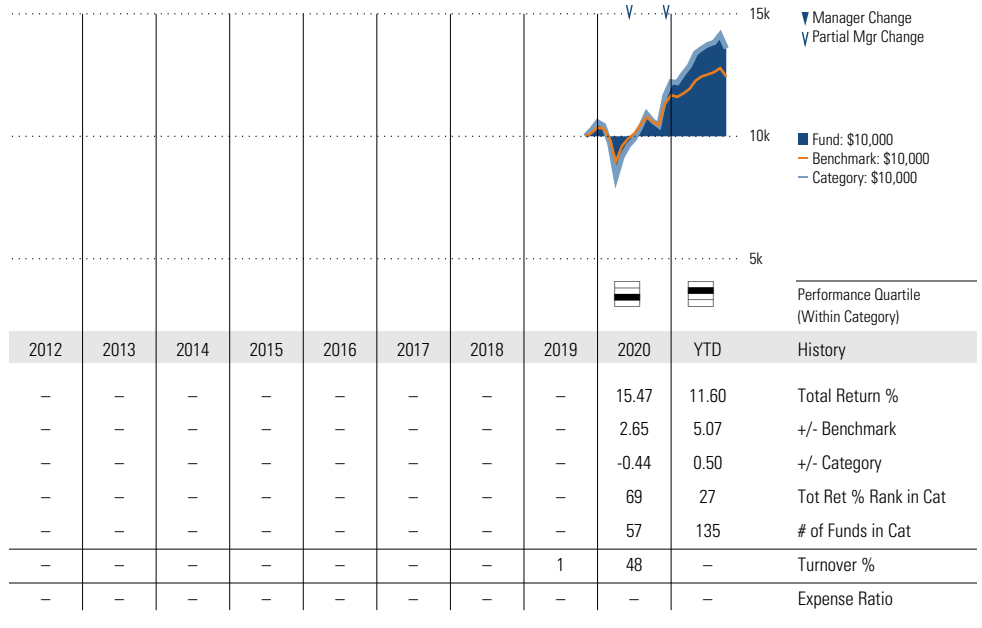 15k
▼ Manager Change
∨ Partial Mgr Change
10k
Fund: $10,000
Benchmark: $10,000
Category: $10,000
5k
Performance Quartile
(Within Category)
2012 2013 2014 2015 2016 2017 2018 2019 2020 YTD History
– – – – – – – – 15.47 11.60 Total Return %
– – – – – – – – 2.65 5.07 +/- Benchmark
– – – – – – – – -0.44 0.50 +/- Category
– – – – – – – – 69 27 Tot Ret % Rank in Cat
– – – – – – – – 57 135 # of Funds in Cat
– – – – – – – 1 48 – Turnover %
– – – – – – – – – – Expense Ratio